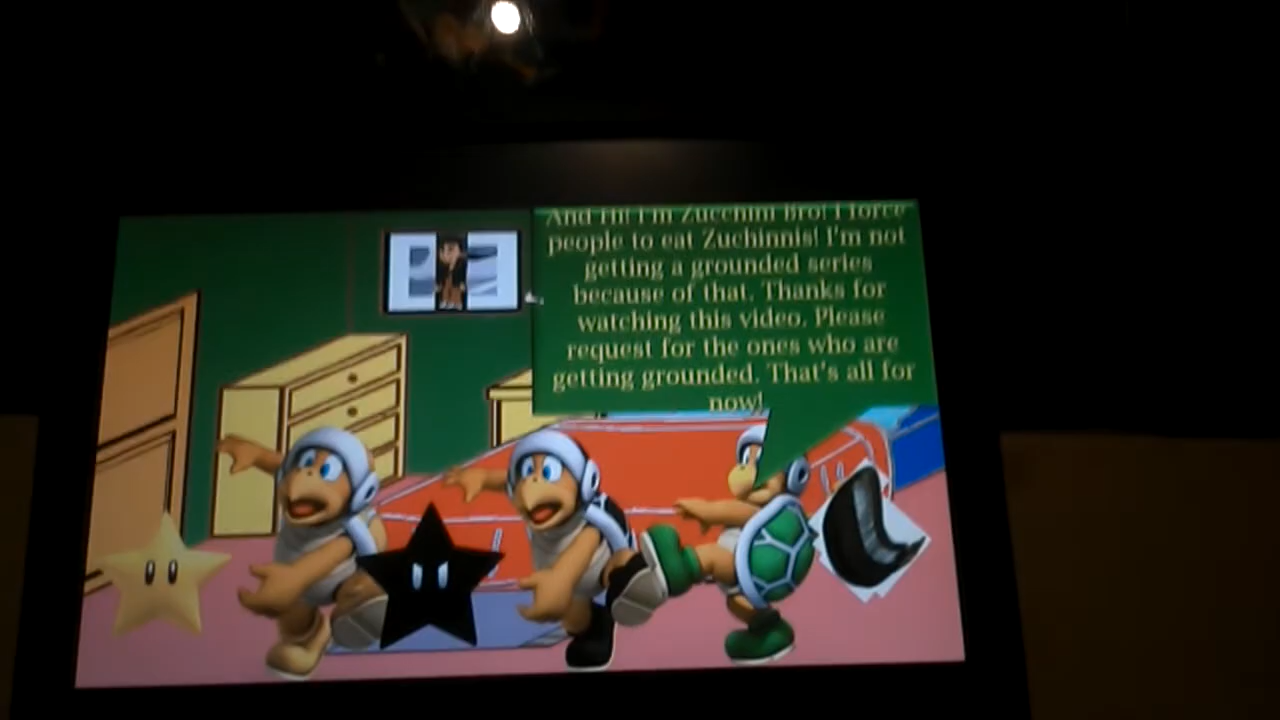 And Hi! I'm Zucchini Bro! I force
people to eat Zuchinnis! I'm not
getting a grounded series
because of that. Thanks for
watching this video. Please
request for the ones who are
getting grounded. That's all for
now!